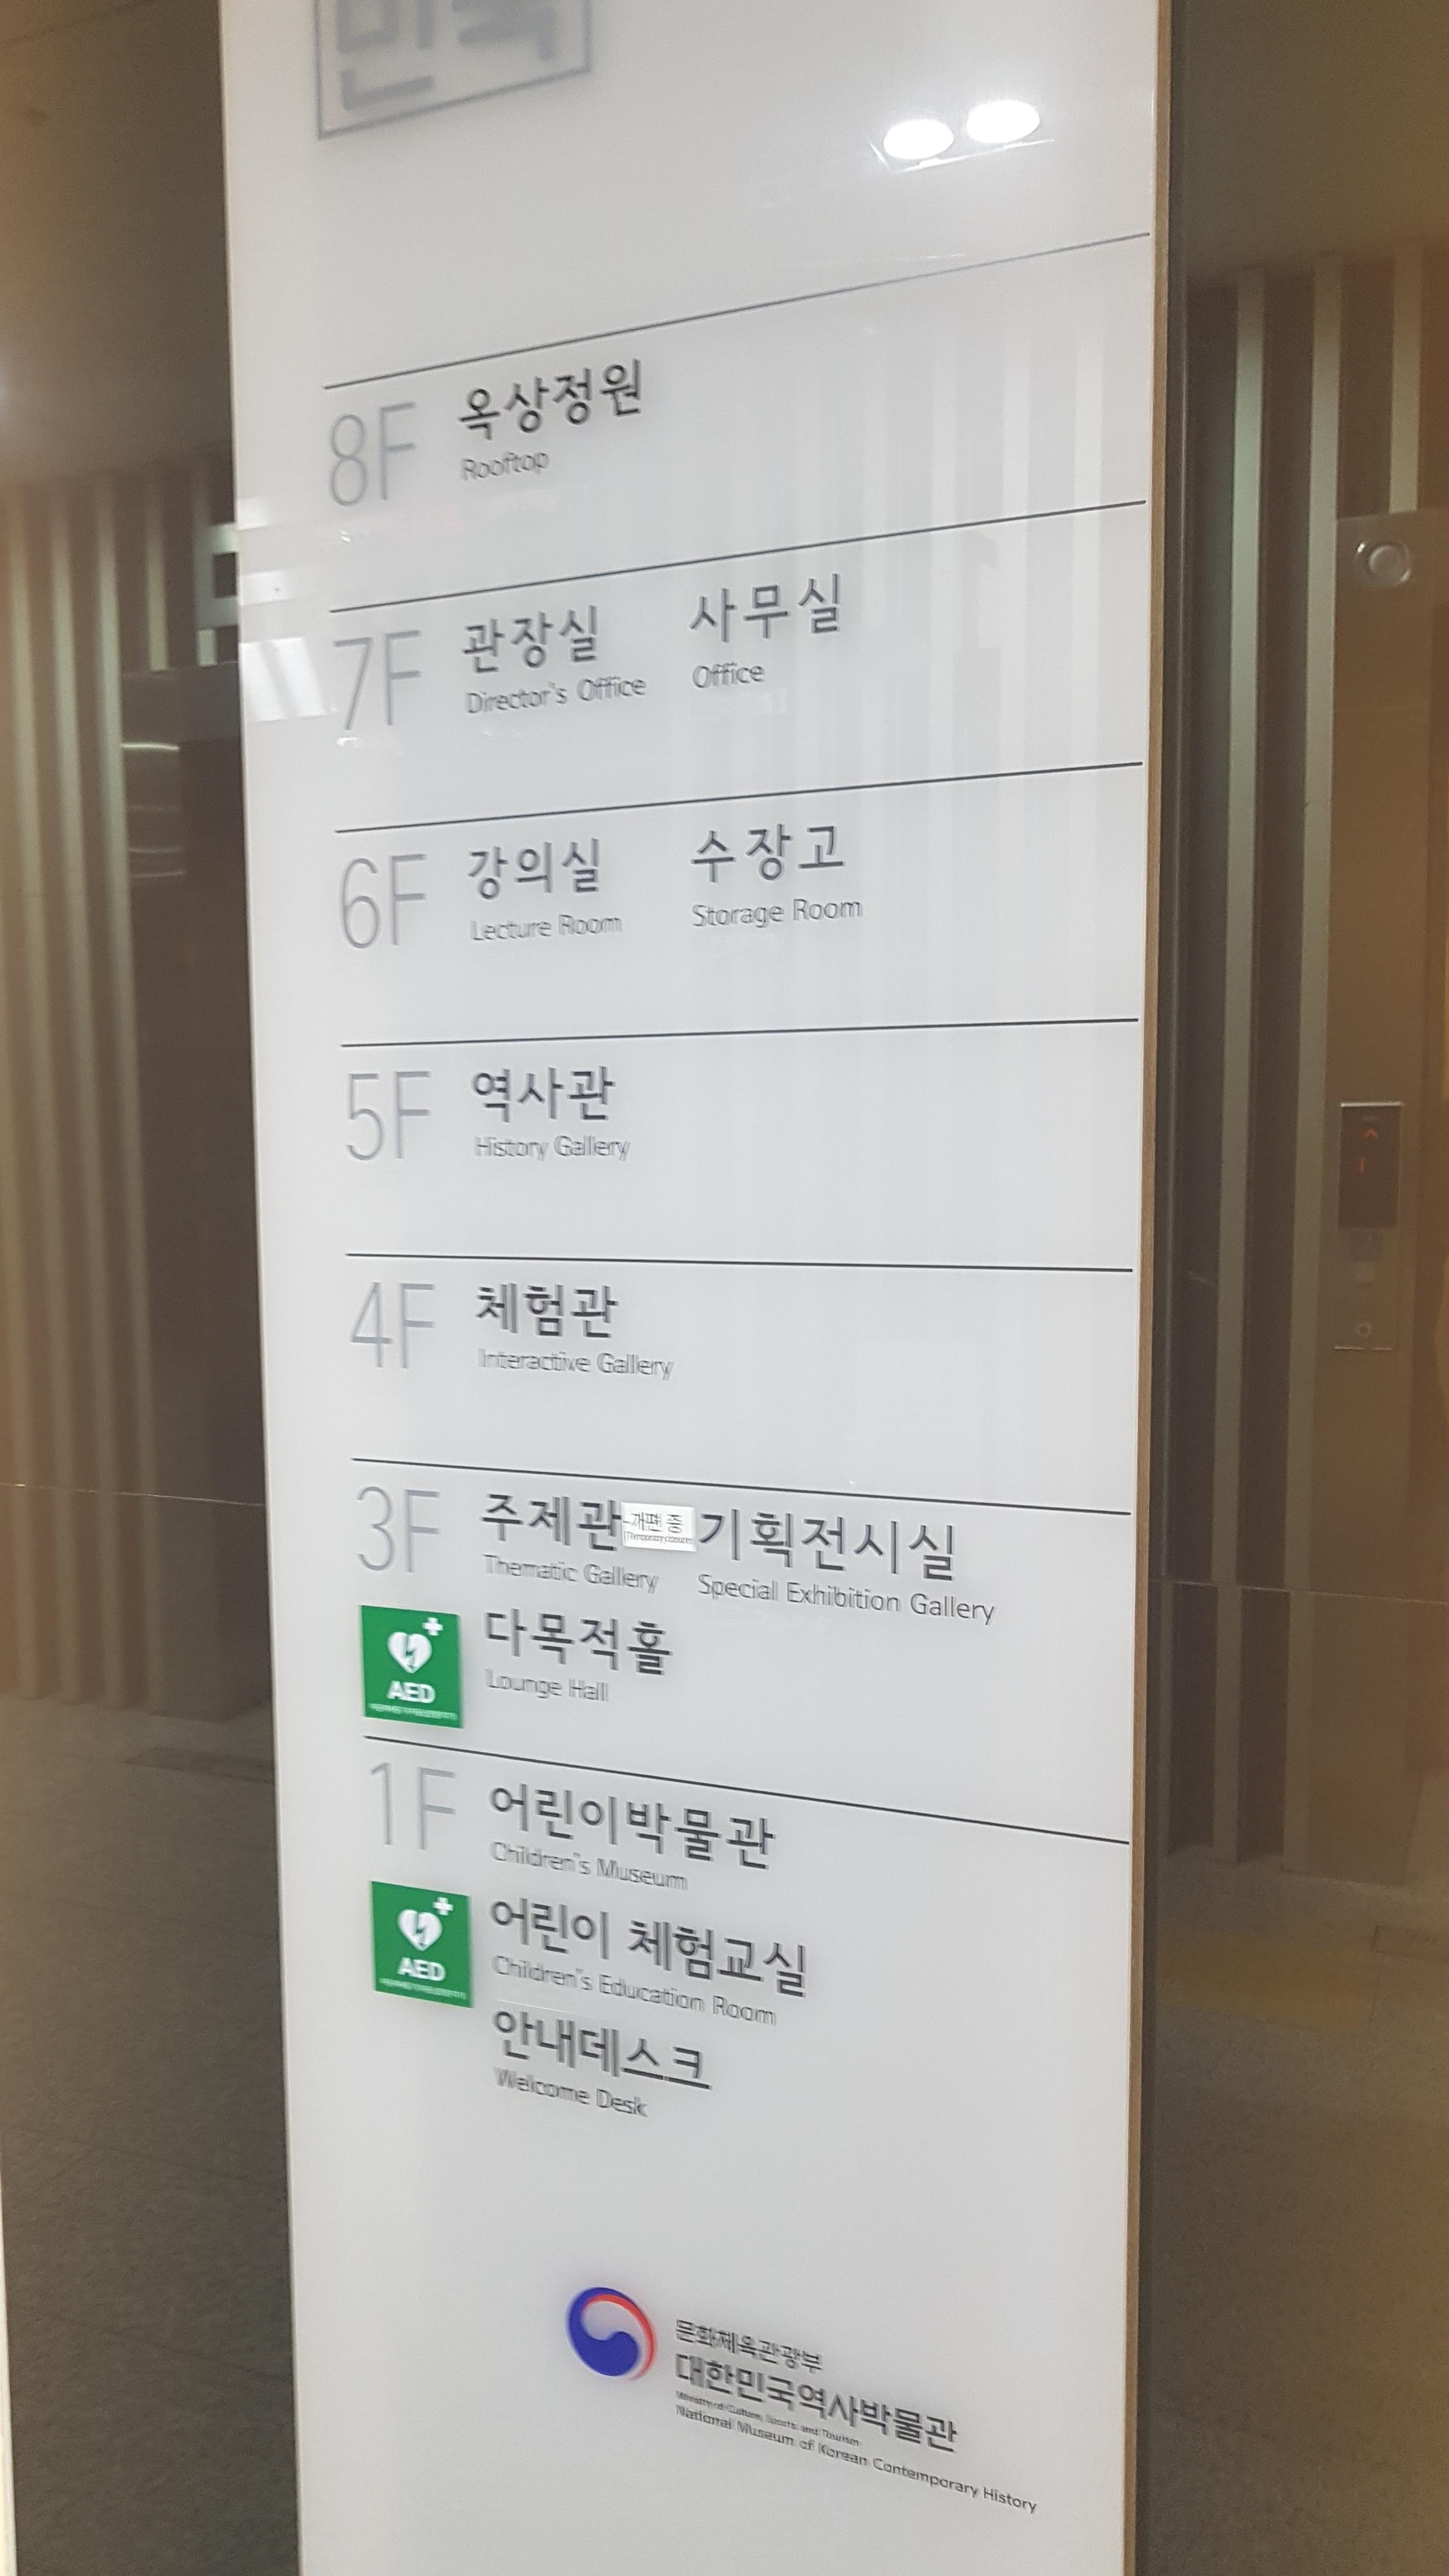 민국
8F 옥상정원
Rooftop
7F 관장실 사무실
Director's Office Office
6F 강의실 수장고
Lecture Room Storage Room
5F 역사관
History Gallery
4F 체험관
Interactive Gallery
3F 주제관 개편 중 기획전시실
(Temporary closure)
Thematic Gallery Special Exhibition Gallery
다목적홀
Lounge Hall
AED
1F 어린이박물관
Children's Museum
어린이 체험교실
AED
Children's Education Room
안내데스크
Welcome Desk
문화체육관광부
대한민국역사박물관
Ministry of Culture, Sports, and Tourism
National Museum of Korean Contemporary History